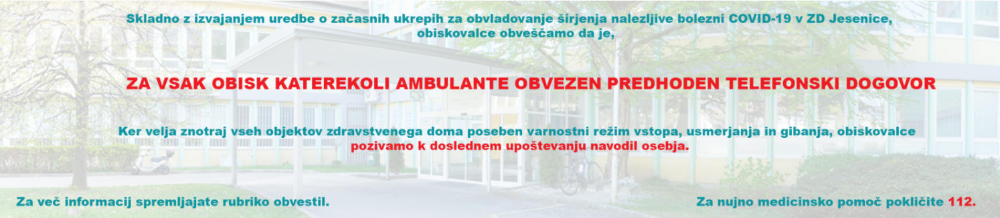 Skladno z izvajanjem uredbe o začasnih ukrepih za obvladovanje širjenja nalezljive bolezni COVID-19 v ZD Jesenice,
obiskovalce obveščamo da je,
ZA VSAK OBISK KATEREKOLI AMBULANTE OBVEZEN PREDHODEN TELEFONSKI DOGOVOR
Ker velja znotraj vseh objektov zdravstvenega doma poseben varnostni režim vstopa, usmerjanja in gibanja, obiskovalce
pozivamo k doslednem upoštevanju navodil osebja.
Za več informacij spremljajate rubriko obvestil.
Za nujno medicinsko pomoč pokličite 112.